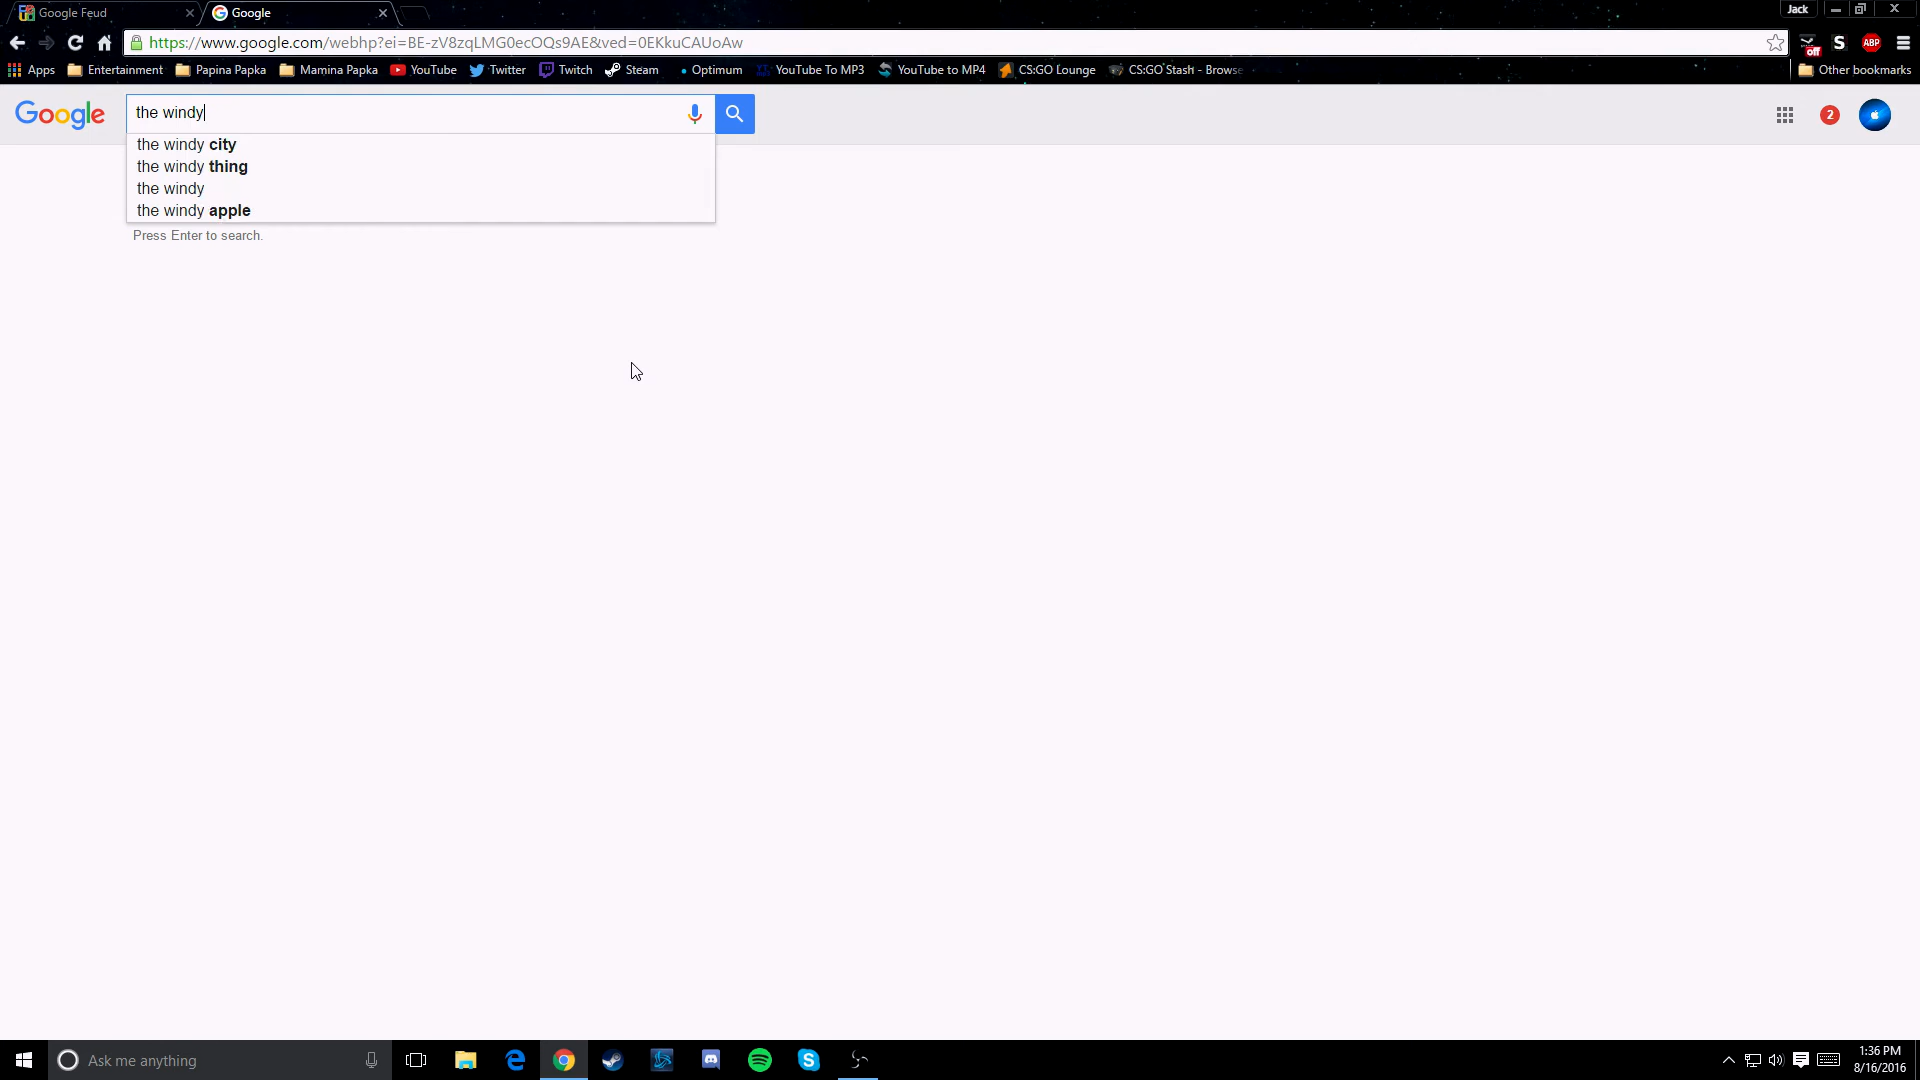 Google Feud
Google
Jack
https://www.google.com/webhp?ei=BE-zV8zqLMG0ecOQs9AE&ved=0EKkuCAUoAw
off
S
ABP
Apps
Entertainment
Papina Papka
Mamina Papka
YouTube
Twitter
Twitch
Steam
Optimum
YouTube To MP3
YouTube to MP4
CS:GO Lounge
CS:GO Stash - Browse
Other bookmarks
Google
the windy
2
the windy city
the windy thing
the windy
the windy apple
Press Enter to search.
Ask me anything
1:36 PM
8/16/2016